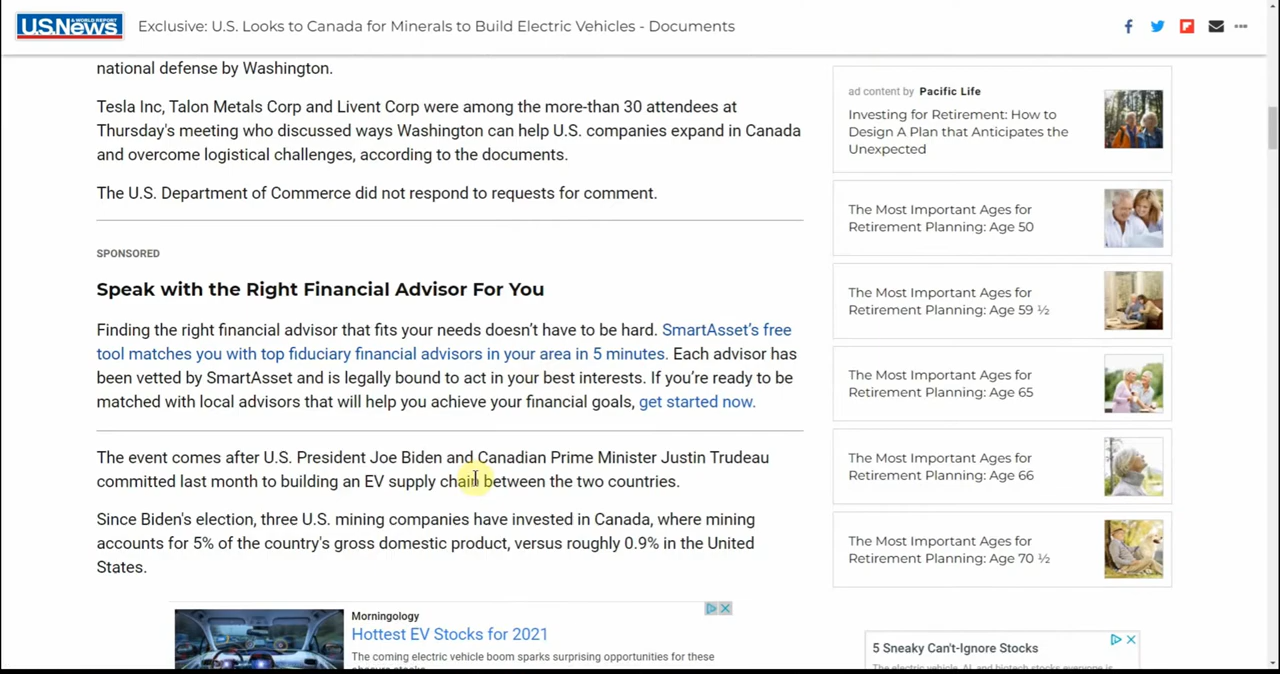 U.S.News
& WORLD REPORT
Exclusive: U.S. Looks to Canada for Minerals to Build Electric Vehicles - Documents
national defense by Washington.
Tesla Inc, Talon Metals Corp and Livent Corp were among the more-than 30 attendees at
Thursday's meeting who discussed ways Washington can help U.S. companies expand in Canada
and overcome logistical challenges, according to the documents.
The U.S. Department of Commerce did not respond to requests for comment.
SPONSORED
Speak with the Right Financial Advisor For You
Finding the right financial advisor that fits your needs doesn’t have to be hard. SmartAsset’s free
tool matches you with top fiduciary financial advisors in your area in 5 minutes. Each advisor has
been vetted by SmartAsset and is legally bound to act in your best interests. If you’re ready to be
matched with local advisors that will help you achieve your financial goals, get started now.
The event comes after U.S. President Joe Biden and Canadian Prime Minister Justin Trudeau
committed last month to building an EV supply chain between the two countries.
Since Biden's election, three U.S. mining companies have invested in Canada, where mining
accounts for 5% of the country's gross domestic product, versus roughly 0.9% in the United
States.
Morningology
Hottest EV Stocks for 2021
The coming electric vehicle boom sparks surprising opportunities for these
ad content by Pacific Life
Investing for Retirement: How to
Design A Plan that Anticipates the
Unexpected
The Most Important Ages for
Retirement Planning: Age 50
The Most Important Ages for
Retirement Planning: Age 59 ½
The Most Important Ages for
Retirement Planning: Age 65
The Most Important Ages for
Retirement Planning: Age 66
The Most Important Ages for
Retirement Planning: Age 70 ½
5 Sneaky Can't-Ignore Stocks
The electric vehicle, AI, and biotech stocks everyone is